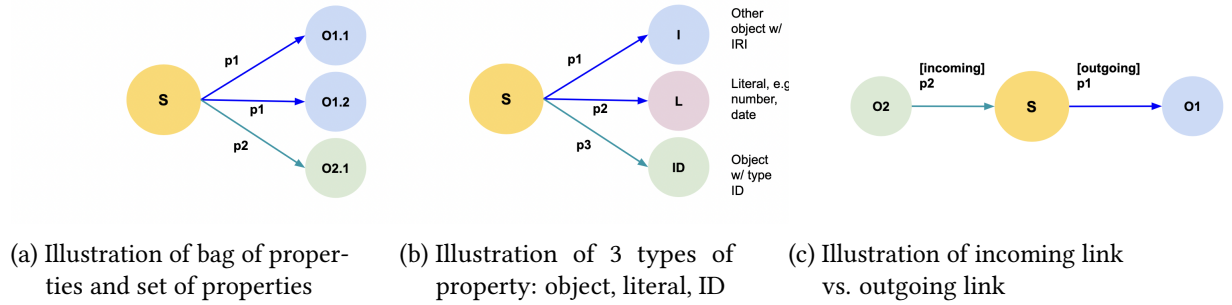 S
p1
p1
p2
O1.1
O1.2
O2.1
(a) Illustration of bag of proper-
ties and set of properties
S
p1
p2
p3
I
L
ID
Other
object w/
IRI
Literal, e.g
number,
date
Object
w/ type
ID
(b) Illustration of 3 types of
property: object, literal, ID
O2
[incoming]
p2
S
[outgoing]
p1
O1
(c) Illustration of incoming link
vs. outgoing link